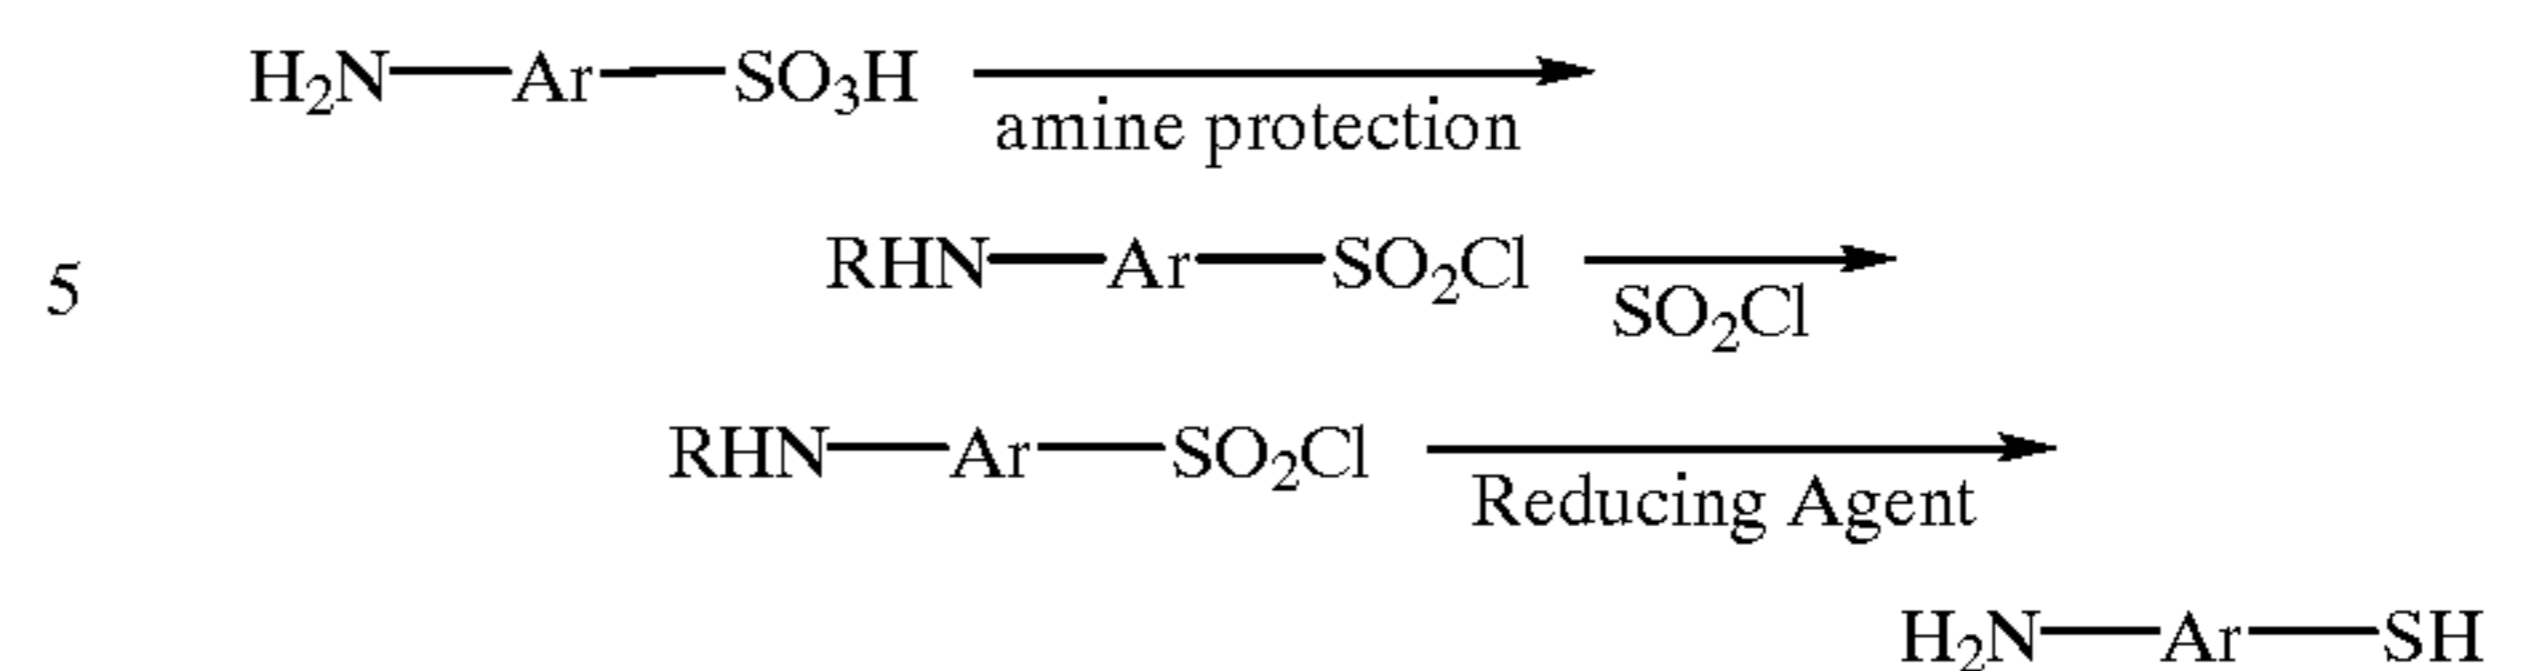 H₂N—Ar—SO₃H
amine protection
5 RHN—Ar—SO₂Cl
SO₂Cl
RHN—Ar—SO₂Cl
Reducing Agent
H₂N—Ar—SH